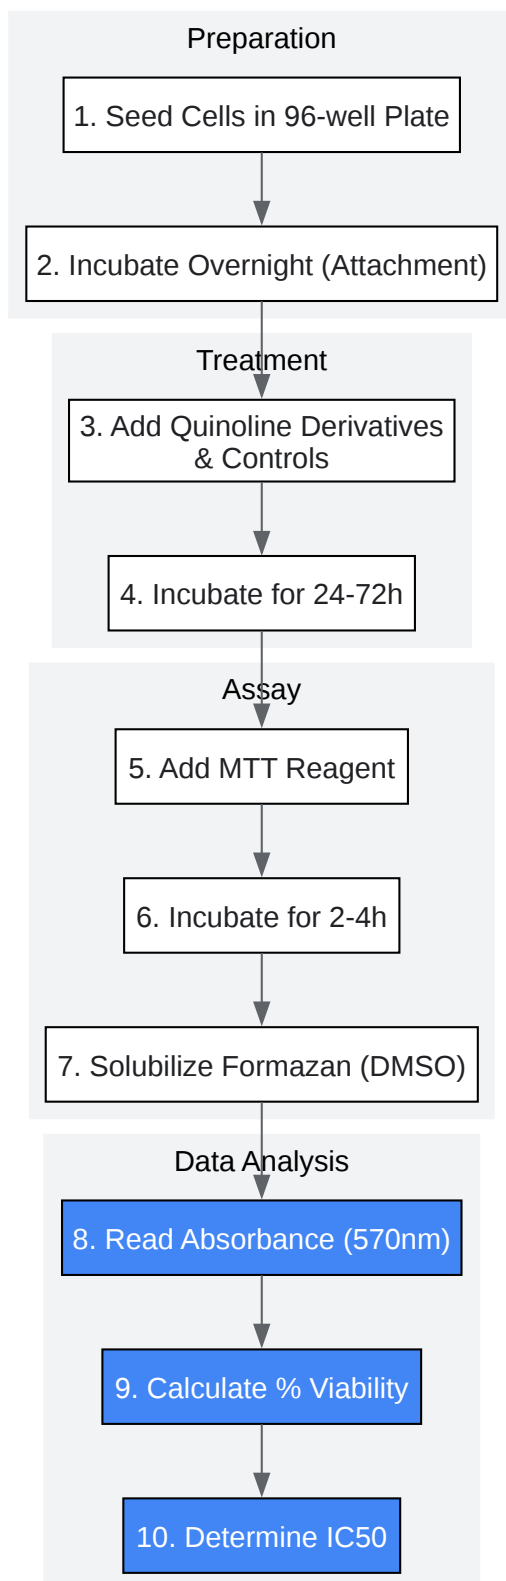 Preparation
1. Seed Cells in 96-well Plate
2. Incubate Overnight (Attachment)
Treatment
3. Add Quinoline Derivatives
& Controls
4. Incubate for 24-72h
Assay
5. Add MTT Reagent
6. Incubate for 2-4h
7. Solubilize Formazan (DMSO)
Data Analysis
8. Read Absorbance (570nm)
9. Calculate % Viability
10. Determine IC50